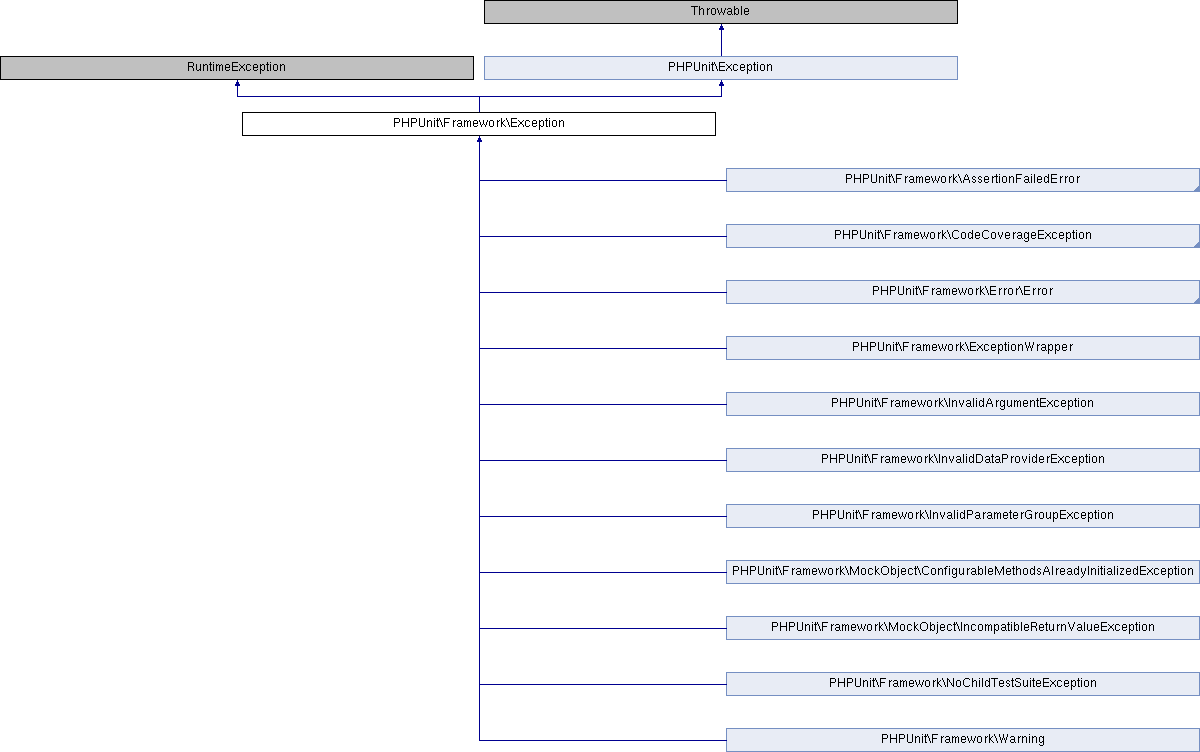 Throwable
RuntimeException
PHPUnit\Exception
PHPUnit\Framework\Exception
PHPUnit\Framework\AssertionFailedError
PHPUnit\Framework\CodeCoverageException
PHPUnit\Framework\Error\Error
PHPUnit\Framework\ExceptionWrapper
PHPUnit\Framework\InvalidArgumentException
PHPUnit\Framework\InvalidDataProviderException
PHPUnit\Framework\InvalidParameterGroupException
PHPUnit\Framework\MockObject\ConfigurableMethodsAlreadyInitializedException
PHPUnit\Framework\MockObject\IncompatibleReturnValueException
PHPUnit\Framework\NoChildTestSuiteException
PHPUnit\Framework\Warning